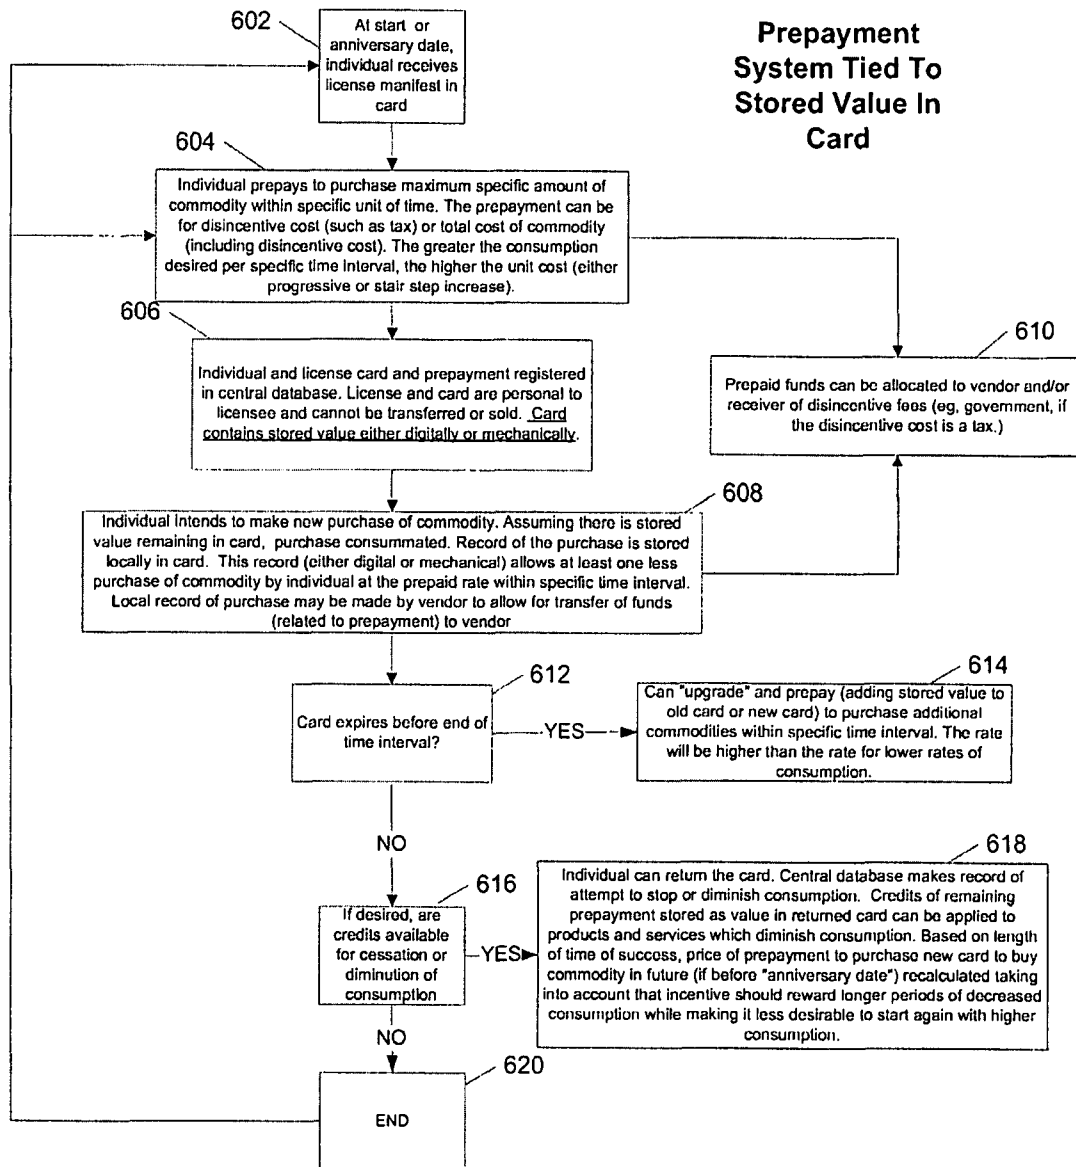 Prepayment
System Tied To
Stored Value In
Card
602
At start or
anniversary date,
individual receives
license manifest in
card
604
Individual prepays to purchase maximum specific amount of
commodity within specific unit of time. The prepayment can be
for disincentive cost (such as tax) or total cost of commodity
(including disincentive cost). The greater the consumption
desired per specific time interval, the higher the unit cost (either
progressive or stair step increase).
606
Individual and license card and prepayment registered
in central database. License and card are personal to
licensee and cannot be transferred or sold. Card
contains stored value either digitally or mechanically.
610
Prepaid funds can be allocated to vendor and/or
receiver of disincentive fees (eg, government, if
the disincentive cost is a tax.)
608
Individual intends to make new purchase of commodity. Assuming there is stored
value remaining in card, purchase consummated. Record of the purchase is stored
locally in card. This record (either digital or mechanical) allows at least one less
purchase of commodity by individual at the prepaid rate within specific time interval.
Local record of purchase may be made by vendor to allow for transfer of funds
(related to prepayment) to vendor
612
Card expires before end of
time interval?
YES
614
Can "upgrade" and prepay (adding stored value to
old card or new card) to purchase additional
commodities within specific time interval. The rate
will be higher than the rate for lower rates of
consumption.
NO
616
If desired, are
credits available
for cessation or
diminution of
consumption
YES
618
Individual can return the card. Central database makes record of
attempt to stop or diminish consumption. Credits of remaining
prepayment stored as value in returned card can be applied to
products and services which diminish consumption. Based on length
of time of success, price of prepayment to purchase new card to buy
commodity in future (if before "anniversary date") recalculated taking
into account that incentive should reward longer periods of decreased
consumption while making it less desirable to start again with higher
consumption.
NO
620
END